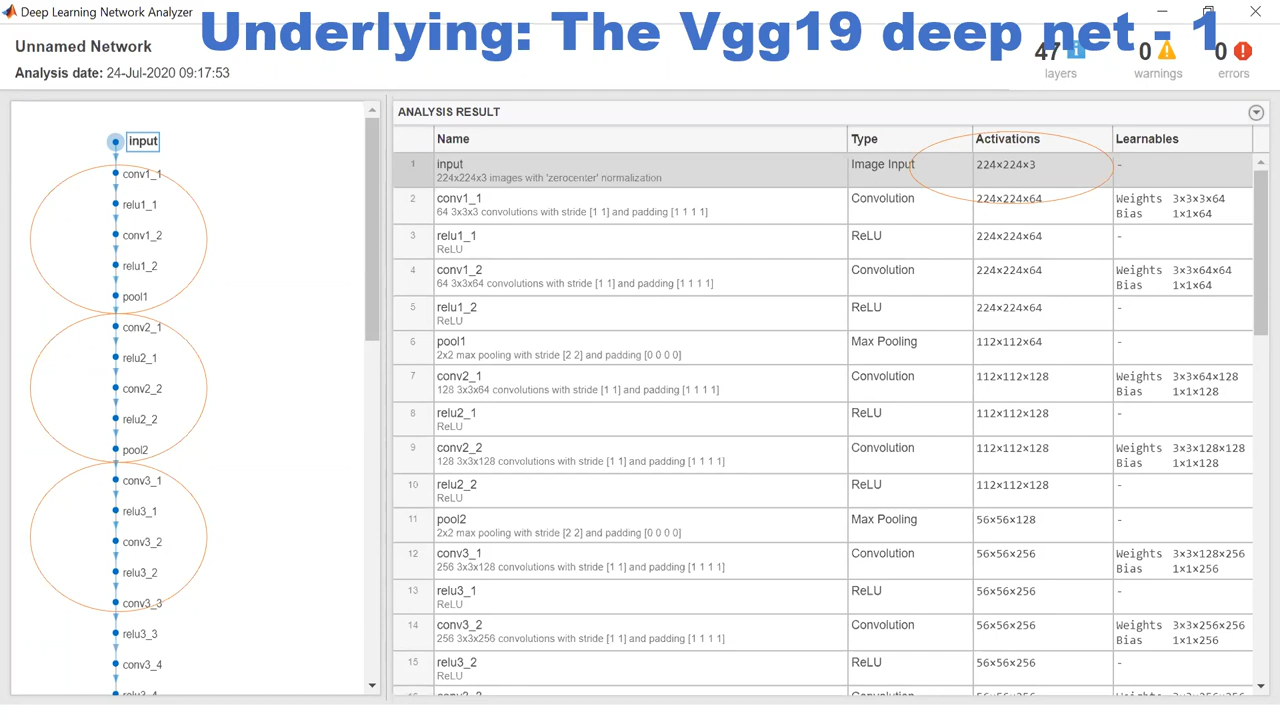 Deep Learning Network Analyzer
Underlying: The Vgg19 deep net - 1
Unnamed Network
Analysis date: 24-Jul-2020 09:17:53
47 i 0 0
layers warnings errors
input
conv1_1
relu1_1
conv1_2
relu1_2
pool1
conv2_1
relu2_1
conv2_2
relu2_2
pool2
conv3_1
relu3_1
conv3_2
relu3_2
conv3_3
relu3_3
conv3_4
relu3_4
ANALYSIS RESULT
Name Type Activations Learnables
1 input Image Input 224×224×3 -
224x224x3 images with 'zerocenter' normalization
2 conv1_1 Convolution 224×224×64 Weights 3×3×3×64
64 3x3x3 convolutions with stride [1 1] and padding [1 1 1 1] Bias 1×1×64
3 relu1_1 ReLU 224×224×64 -
ReLU
4 conv1_2 Convolution 224×224×64 Weights 3×3×64×64
64 3x3x64 convolutions with stride [1 1] and padding [1 1 1 1] Bias 1×1×64
5 relu1_2 ReLU 224×224×64 -
ReLU
6 pool1 Max Pooling 112×112×64 -
2x2 max pooling with stride [2 2] and padding [0 0 0 0]
7 conv2_1 Convolution 112×112×128 Weights 3×3×64×128
128 3x3x64 convolutions with stride [1 1] and padding [1 1 1 1] Bias 1×1×128
8 relu2_1 ReLU 112×112×128 -
ReLU
9 conv2_2 Convolution 112×112×128 Weights 3×3×128×128
128 3x3x128 convolutions with stride [1 1] and padding [1 1 1 1] Bias 1×1×128
10 relu2_2 ReLU 112×112×128 -
ReLU
11 pool2 Max Pooling 56×56×128 -
2x2 max pooling with stride [2 2] and padding [0 0 0 0]
12 conv3_1 Convolution 56×56×256 Weights 3×3×128×256
256 3x3x128 convolutions with stride [1 1] and padding [1 1 1 1] Bias 1×1×256
13 relu3_1 ReLU 56×56×256 -
ReLU
14 conv3_2 Convolution 56×56×256 Weights 3×3×256×256
256 3x3x256 convolutions with stride [1 1] and padding [1 1 1 1] Bias 1×1×256
15 relu3_2 ReLU 56×56×256 -
ReLU